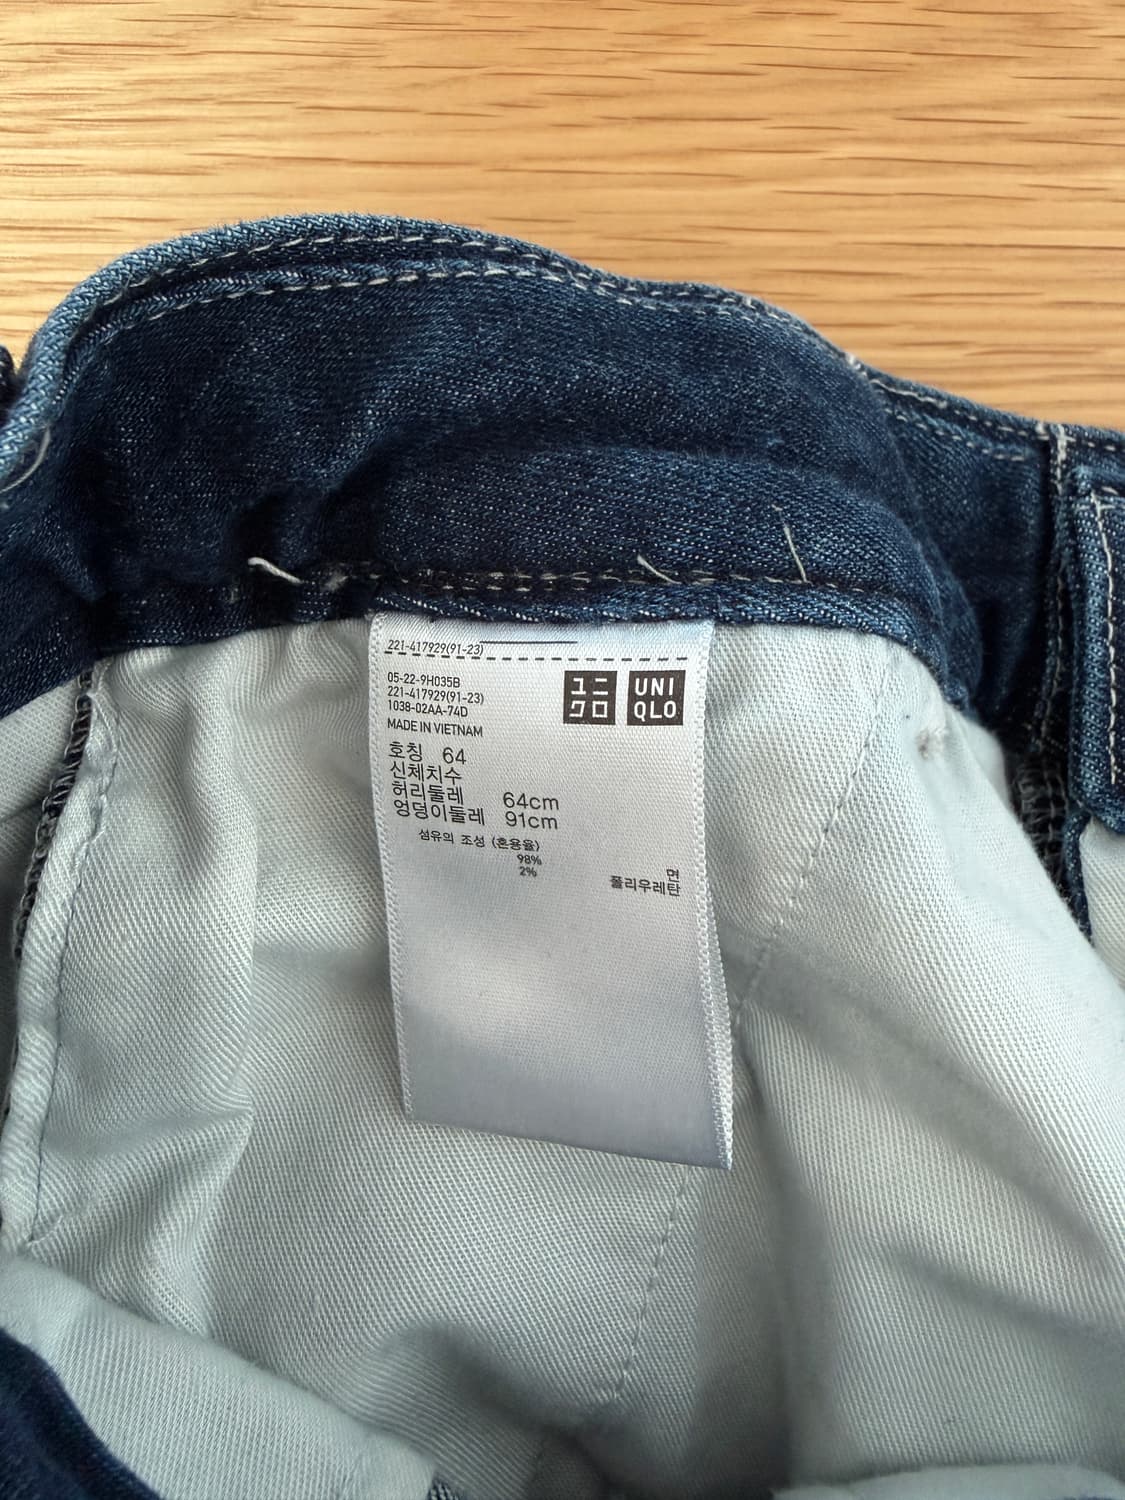 221-417929(91-23)
05-22-9H035B
221-417929(91-23)
1038-02AA-74D
MADE IN VIETNAM
ユニ
クロ
UNI
QLO
호칭 64
신체치수
허리둘레 64cm
엉덩이둘레 91cm
섬유의 조성 (혼용율)
98% 면
2% 폴리우레탄